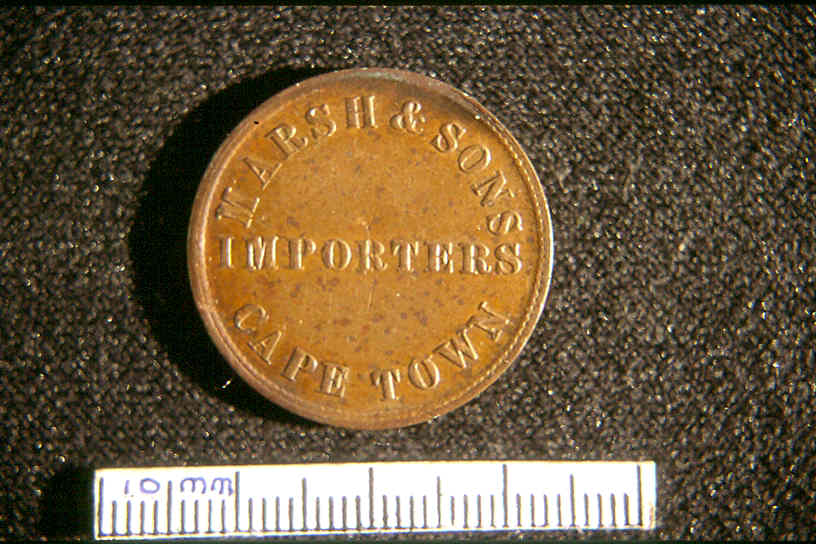 MARSH & SONS
IMPORTERS
CAPE TOWN
10 mm